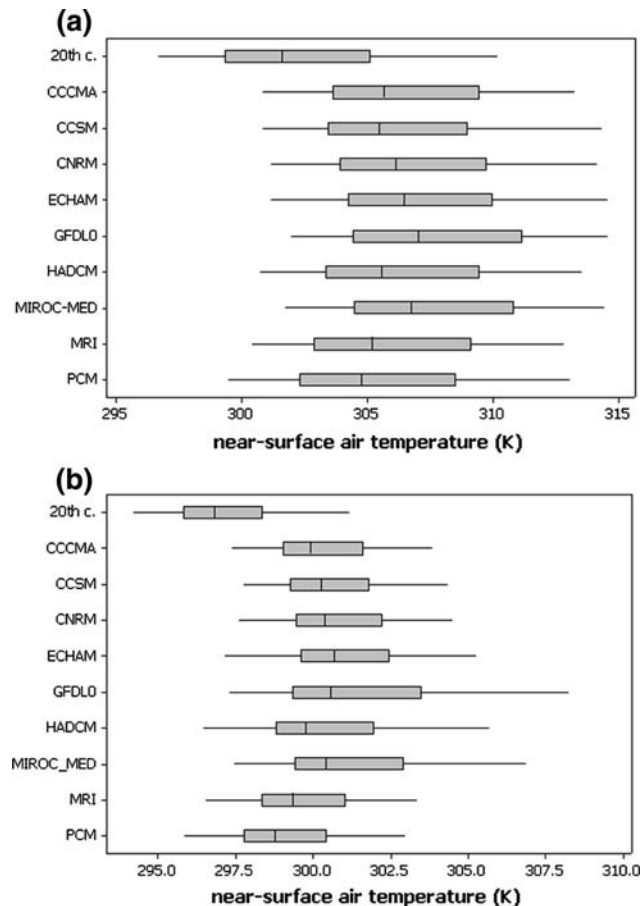 (a)
20th c.
CCCMA
CCSM
CNRM
ECHAM
GFDL0
HADCM
MIROC-MED
MRI
PCM
295 300 305 310 315
near-surface air temperature (K)
(b)
20th c.
CCCMA
CCSM
CNRM
ECHAM
GFDL0
HADCM
MIROC_MED
MRI
PCM
295.0 297.5 300.0 302.5 305.0 307.5 310.0
near-surface air temperature (K)